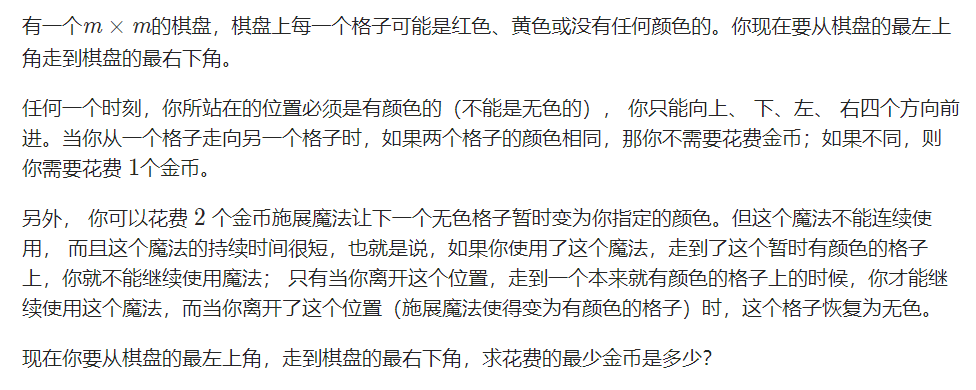 有一个m × m的棋盘，棋盘上每一个格子可能是红色、黄色或没有任何颜色的。你现在要从棋盘的最左上
角走到棋盘的最右下角。
任何一个时刻，你所站在的位置必须是有颜色的（不能是无色的）， 你只能向上、 下、左、 右四个方向前
进。当你从一个格子走向另一个格子时，如果两个格子的颜色相同，那你不需要花费金币；如果不同，则
你需要花费 1个金币。
另外， 你可以花费 2 个金币施展魔法让下一个无色格子暂时变为你指定的颜色。但这个魔法不能连续使
用， 而且这个魔法的持续时间很短，也就是说，如果你使用了这个魔法，走到了这个暂时有颜色的格子
上，你就不能继续使用魔法； 只有当你离开这个位置，走到一个本来就有颜色的格子上的时候，你才能继
续使用这个魔法，而当你离开了这个位置（施展魔法使得变为有颜色的格子）时，这个格子恢复为无色。
现在你要从棋盘的最左上角，走到棋盘的最右下角，求花费的最少金币是多少？